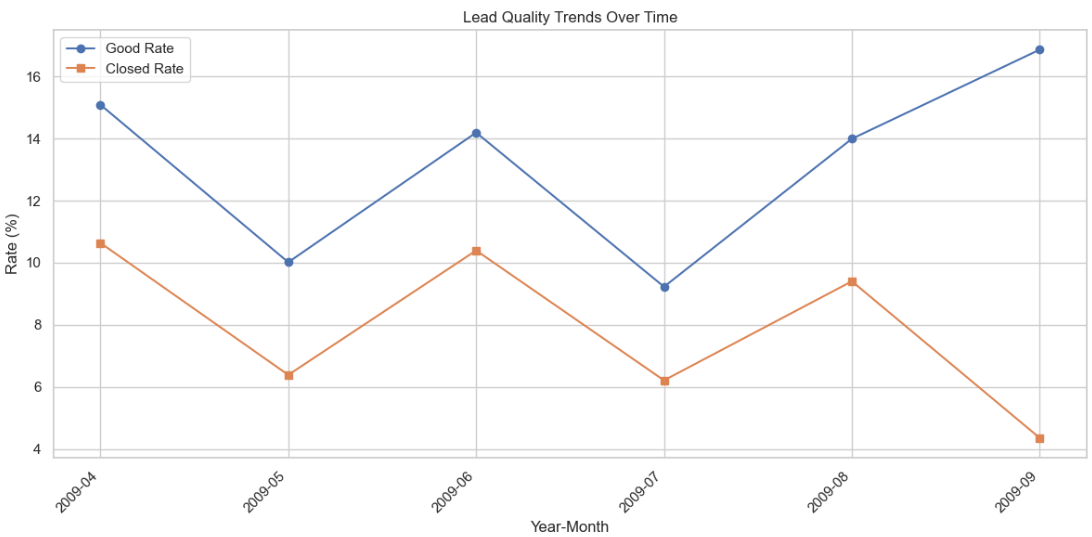 Lead Quality Trends Over Time
Good Rate
Closed Rate
Rate (%)
16
14
12
10
8
6
4
2009-04
2009-05
2009-06
2009-07
2009-08
2009-09
Year-Month